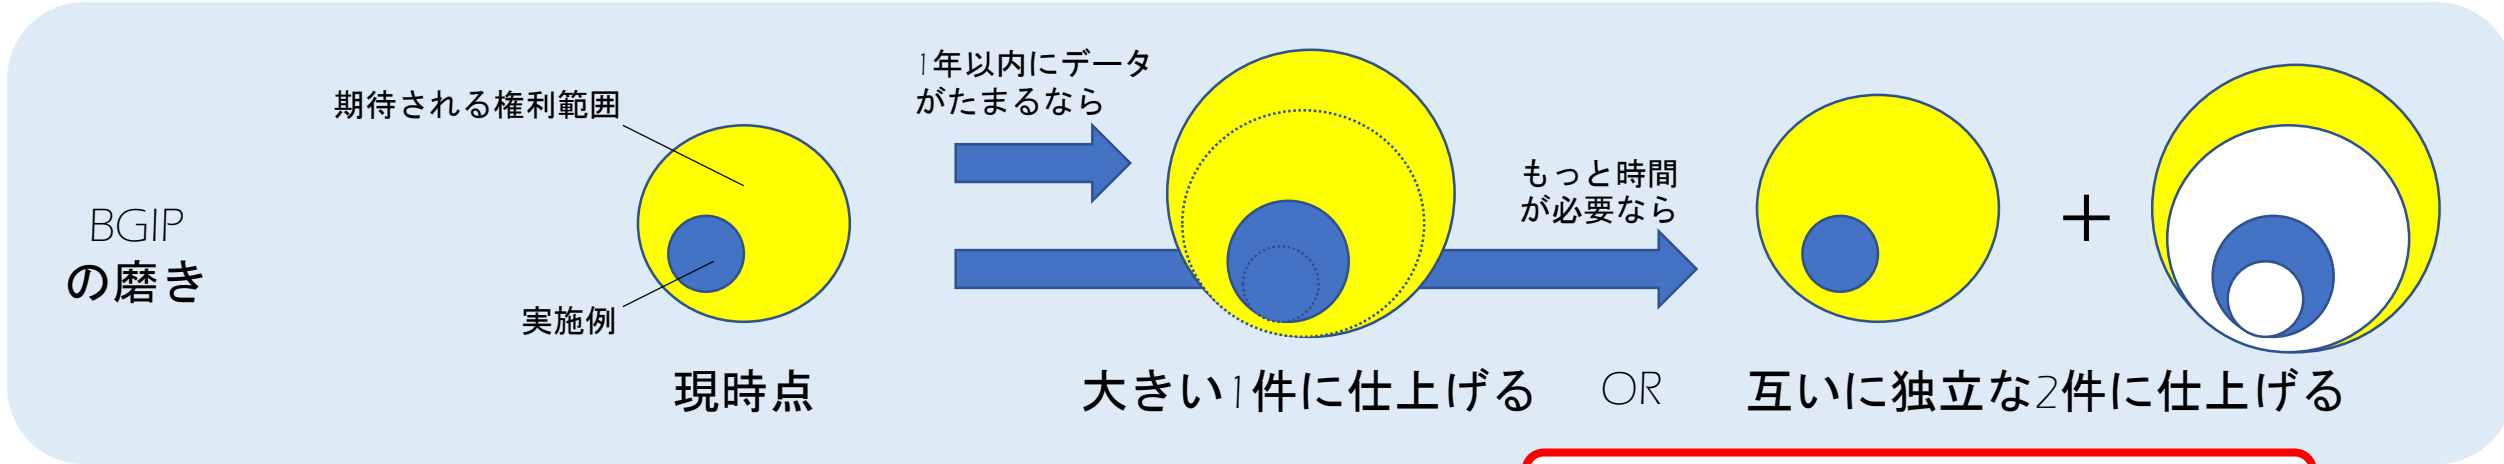 BGIP
の磨き
期待される権利範囲
実施例
現時点
1年以内にデータ
がたまるなら
大きい1件に仕上げる
OR
もっと時間
が必要なら
+
互いに独立な2件に仕上げる